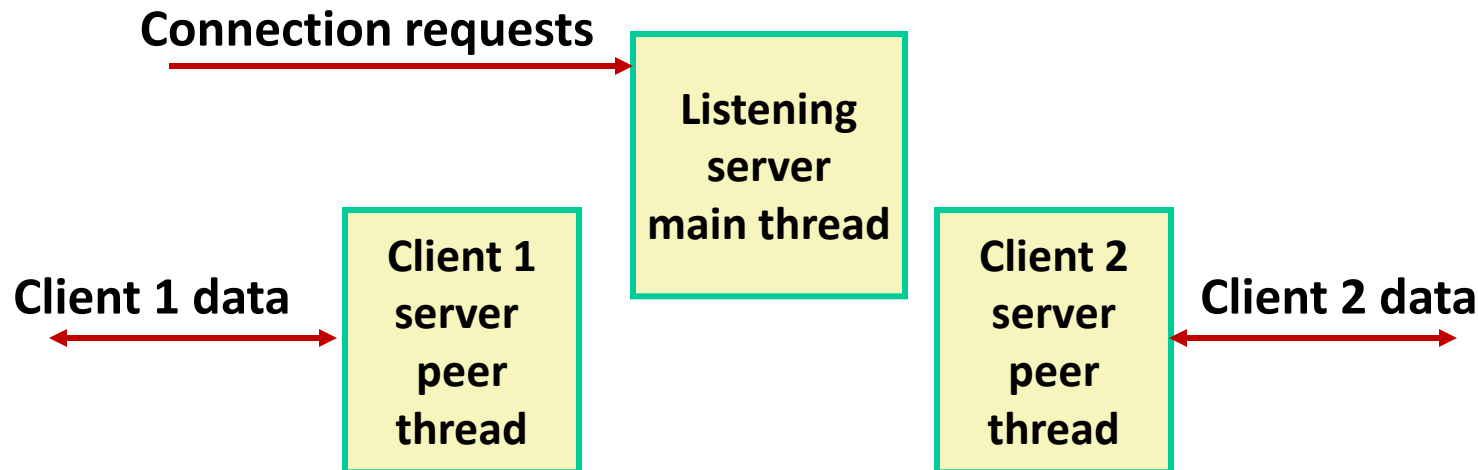 Connection requests
Listening
server
main thread
Client 1 data
Client 1
server
peer
thread
Client 2
server
peer
thread
Client 2 data